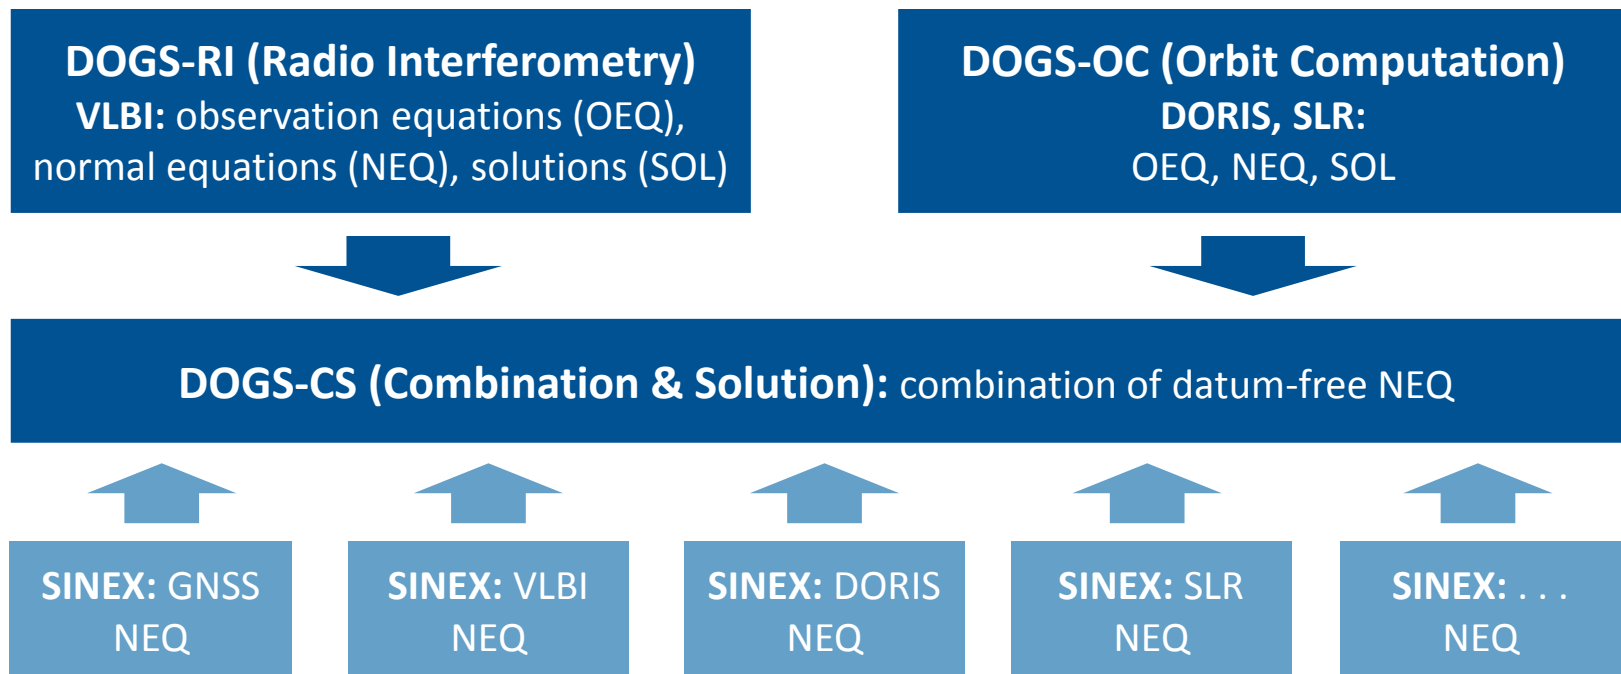 DOGS-RI (Radio Interferometry)
VLBI: observation equations (OEQ),
normal equations (NEQ), solutions (SOL)
DOGS-OC (Orbit Computation)
DORIS, SLR:
OEQ, NEQ, SOL
DOGS-CS (Combination & Solution): combination of datum-free NEQ
SINEX: GNSS
NEQ
SINEX: VLBI
NEQ
SINEX: DORIS
NEQ
SINEX: SLR
NEQ
SINEX: . . .
NEQ